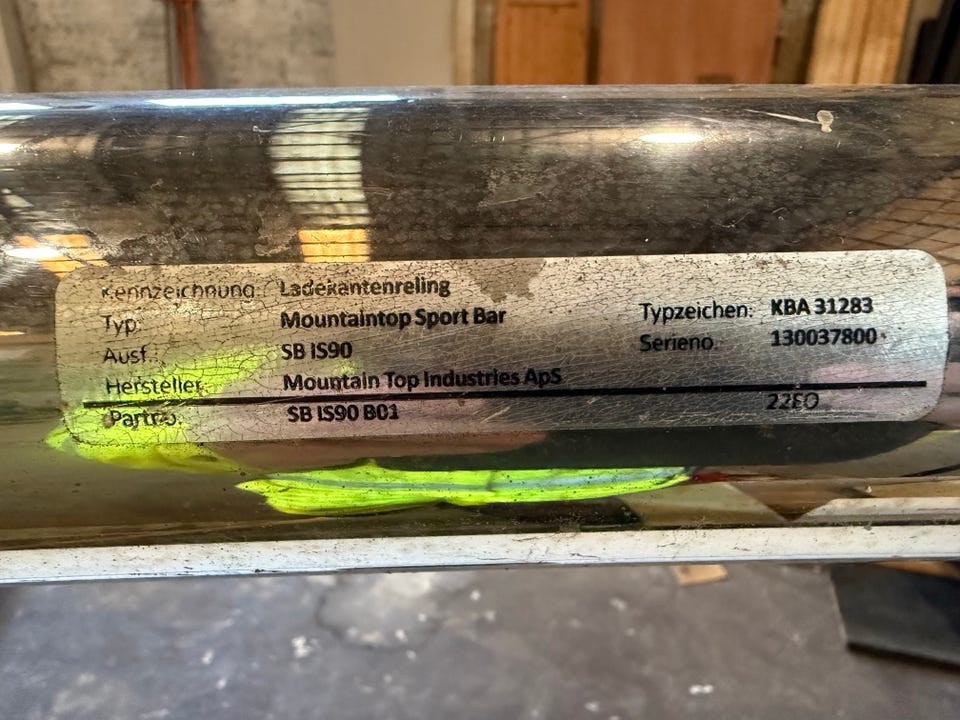 Kennzeichnung: Ladekantenreling
Typ: Mountaintop Sport Bar Typzeichen: KBA 31283
Ausf.: SB IS90 Serieno. 130037800
Hersteller Mountain Top Industries ApS
Partno. SB IS90 B01 22EO